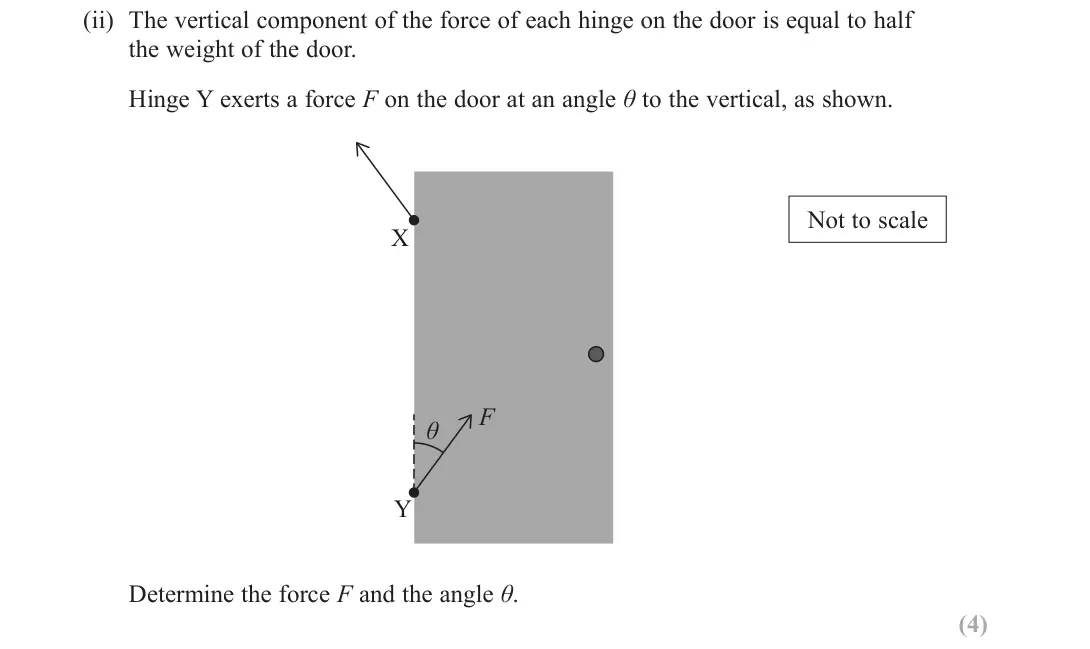 (ii) The vertical component of the force of each hinge on the door is equal to half
the weight of the door.
Hinge Y exerts a force F on the door at an angle θ to the vertical, as shown.
Not to scale
X
F
θ
Y
Determine the force F and the angle θ.
(4)